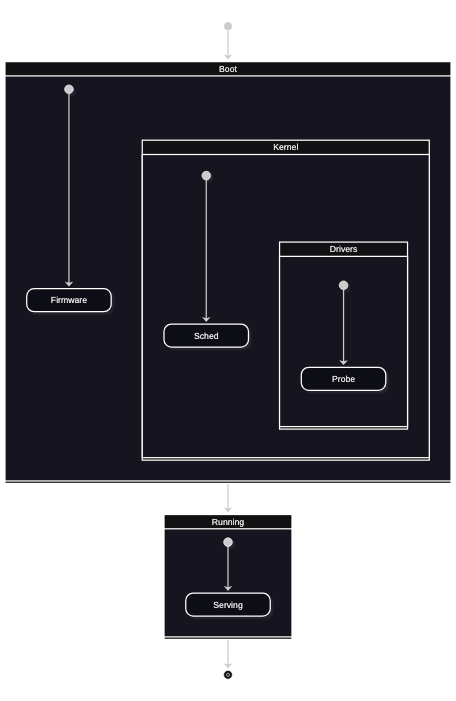 Boot
Kernel
Drivers
Firmware
Sched
Probe
Running
Serving